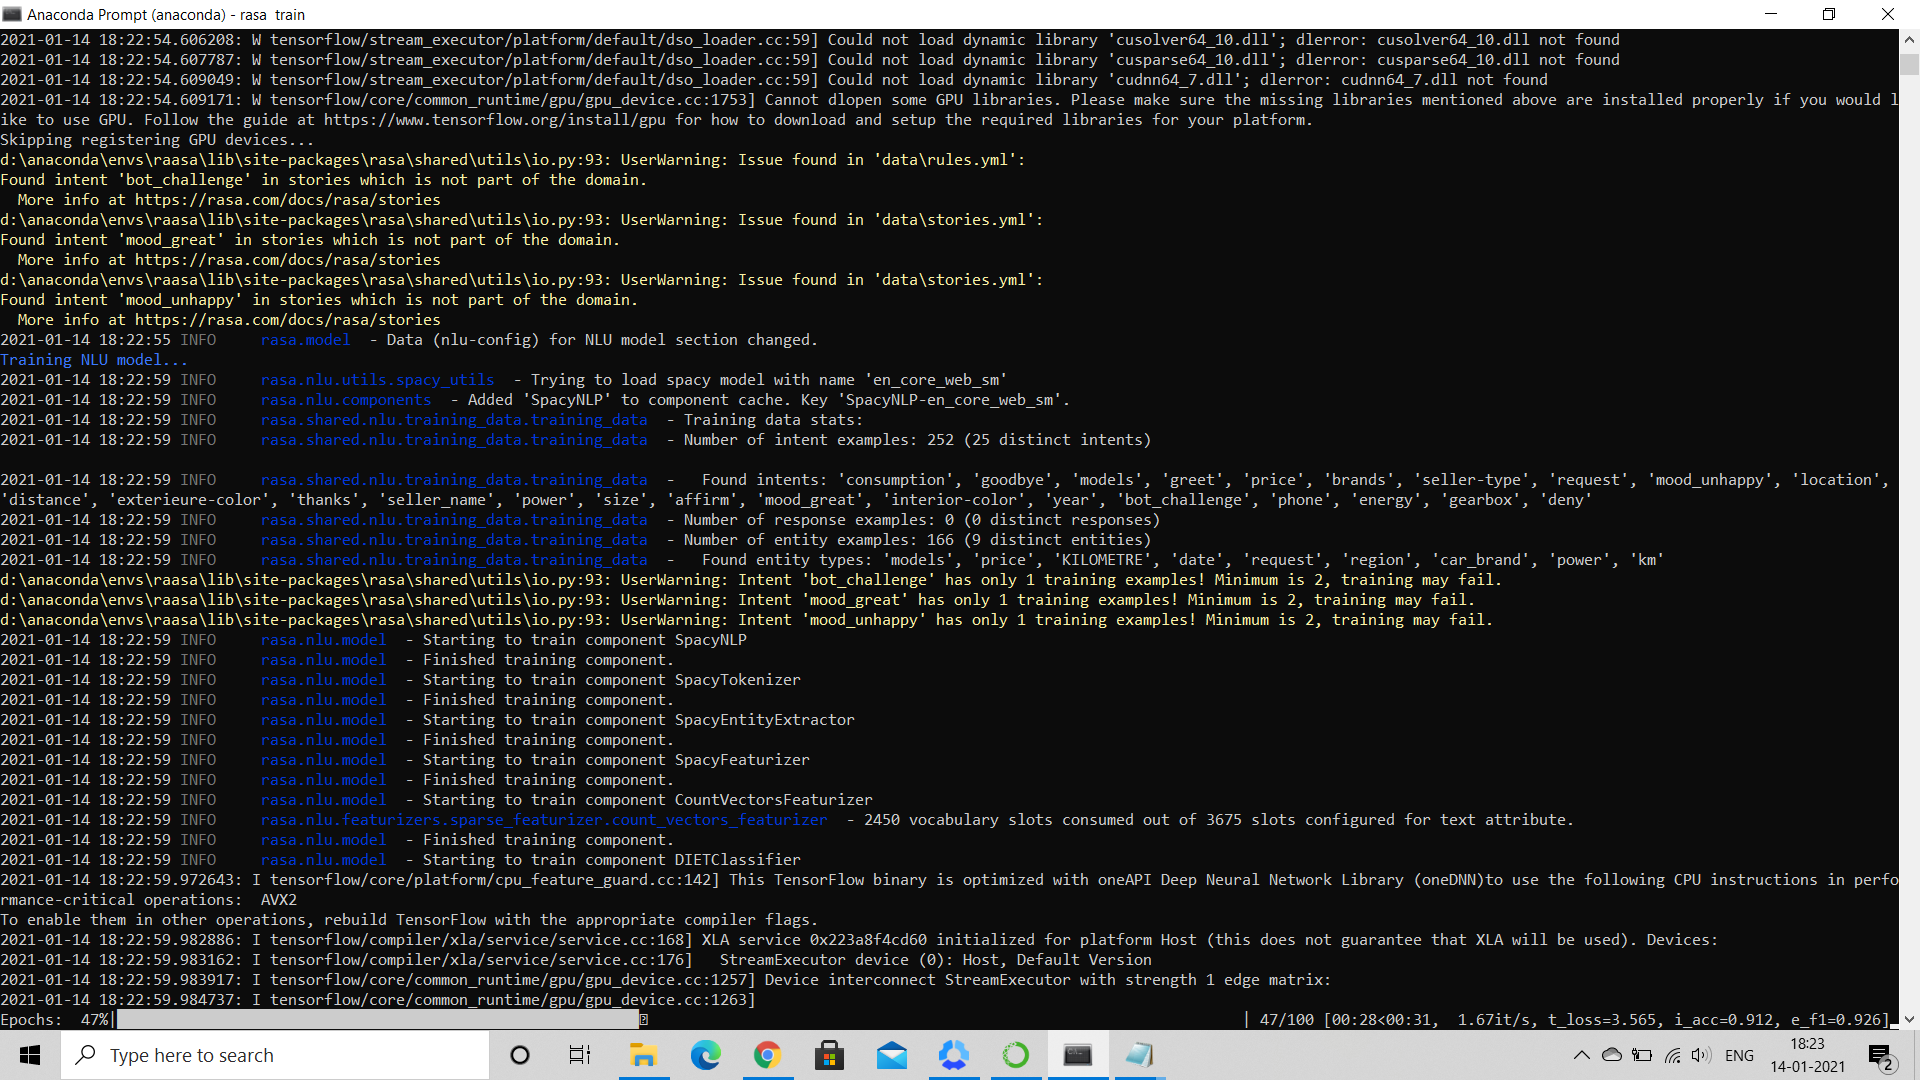 Anaconda Prompt (anaconda) - rasa  train
2021-01-14 18:22:54.606208: W tensorflow/stream_executor/platform/default/dso_loader.cc:59] Could not load dynamic library 'cusolver64_10.dll'; dlerror: cusolver64_10.dll not found
2021-01-14 18:22:54.607787: W tensorflow/stream_executor/platform/default/dso_loader.cc:59] Could not load dynamic library 'cusparse64_10.dll'; dlerror: cusparse64_10.dll not found
2021-01-14 18:22:54.609049: W tensorflow/stream_executor/platform/default/dso_loader.cc:59] Could not load dynamic library 'cudnn64_7.dll'; dlerror: cudnn64_7.dll not found
2021-01-14 18:22:54.609171: W tensorflow/core/common_runtime/gpu/gpu_device.cc:1753] Cannot dlopen some GPU libraries. Please make sure the missing libraries mentioned above are installed properly if you would l
ike to use GPU. Follow the guide at https://www.tensorflow.org/install/gpu for how to download and setup the required libraries for your platform.
Skipping registering GPU devices...
d:\anaconda\envs\raasa\lib\site-packages\rasa\shared\utils\io.py:93: UserWarning: Issue found in 'data\rules.yml':
Found intent 'bot_challenge' in stories which is not part of the domain.
  More info at https://rasa.com/docs/rasa/stories
d:\anaconda\envs\raasa\lib\site-packages\rasa\shared\utils\io.py:93: UserWarning: Issue found in 'data\stories.yml':
Found intent 'mood_great' in stories which is not part of the domain.
  More info at https://rasa.com/docs/rasa/stories
d:\anaconda\envs\raasa\lib\site-packages\rasa\shared\utils\io.py:93: UserWarning: Issue found in 'data\stories.yml':
Found intent 'mood_unhappy' in stories which is not part of the domain.
  More info at https://rasa.com/docs/rasa/stories
2021-01-14 18:22:55 INFO     rasa.model  - Data (nlu-config) for NLU model section changed.
Training NLU model...
2021-01-14 18:22:59 INFO     rasa.nlu.utils.spacy_utils  - Trying to load spacy model with name 'en_core_web_sm'
2021-01-14 18:22:59 INFO     rasa.nlu.components  - Added 'SpacyNLP' to component cache. Key 'SpacyNLP-en_core_web_sm'.
2021-01-14 18:22:59 INFO     rasa.shared.nlu.training_data.training_data  - Training data stats:
2021-01-14 18:22:59 INFO     rasa.shared.nlu.training_data.training_data  - Number of intent examples: 252 (25 distinct intents)
2021-01-14 18:22:59 INFO     rasa.shared.nlu.training_data.training_data  -   Found intents: 'consumption', 'goodbye', 'models', 'greet', 'price', 'brands', 'seller-type', 'request', 'mood_unhappy', 'location',
'distance', 'exterieure-color', 'thanks', 'seller_name', 'power', 'size', 'affirm', 'mood_great', 'interior-color', 'year', 'bot_challenge', 'phone', 'energy', 'gearbox', 'deny'
2021-01-14 18:22:59 INFO     rasa.shared.nlu.training_data.training_data  - Number of response examples: 0 (0 distinct responses)
2021-01-14 18:22:59 INFO     rasa.shared.nlu.training_data.training_data  - Number of entity examples: 166 (9 distinct entities)
2021-01-14 18:22:59 INFO     rasa.shared.nlu.training_data.training_data  -   Found entity types: 'models', 'price', 'KILOMETRE', 'date', 'request', 'region', 'car_brand', 'power', 'km'
d:\anaconda\envs\raasa\lib\site-packages\rasa\shared\utils\io.py:93: UserWarning: Intent 'bot_challenge' has only 1 training examples! Minimum is 2, training may fail.
d:\anaconda\envs\raasa\lib\site-packages\rasa\shared\utils\io.py:93: UserWarning: Intent 'mood_great' has only 1 training examples! Minimum is 2, training may fail.
d:\anaconda\envs\raasa\lib\site-packages\rasa\shared\utils\io.py:93: UserWarning: Intent 'mood_unhappy' has only 1 training examples! Minimum is 2, training may fail.
2021-01-14 18:22:59 INFO     rasa.nlu.model  - Starting to train component SpacyNLP
2021-01-14 18:22:59 INFO     rasa.nlu.model  - Finished training component.
2021-01-14 18:22:59 INFO     rasa.nlu.model  - Starting to train component SpacyTokenizer
2021-01-14 18:22:59 INFO     rasa.nlu.model  - Finished training component.
2021-01-14 18:22:59 INFO     rasa.nlu.model  - Starting to train component SpacyEntityExtractor
2021-01-14 18:22:59 INFO     rasa.nlu.model  - Finished training component.
2021-01-14 18:22:59 INFO     rasa.nlu.model  - Starting to train component SpacyFeaturizer
2021-01-14 18:22:59 INFO     rasa.nlu.model  - Finished training component.
2021-01-14 18:22:59 INFO     rasa.nlu.model  - Starting to train component CountVectorsFeaturizer
2021-01-14 18:22:59 INFO     rasa.nlu.featurizers.sparse_featurizer.count_vectors_featurizer  - 2450 vocabulary slots consumed out of 3675 slots configured for text attribute.
2021-01-14 18:22:59 INFO     rasa.nlu.model  - Finished training component.
2021-01-14 18:22:59 INFO     rasa.nlu.model  - Starting to train component DIETClassifier
2021-01-14 18:22:59.972643: I tensorflow/core/platform/cpu_feature_guard.cc:142] This TensorFlow binary is optimized with oneAPI Deep Neural Network Library (oneDNN)to use the following CPU instructions in perfo
rmance-critical operations:  AVX2
To enable them in other operations, rebuild TensorFlow with the appropriate compiler flags.
2021-01-14 18:22:59.982886: I tensorflow/compiler/xla/service/service.cc:168] XLA service 0x223a8f4cd60 initialized for platform Host (this does not guarantee that XLA will be used). Devices:
2021-01-14 18:22:59.983162: I tensorflow/compiler/xla/service/service.cc:176]   StreamExecutor device (0): Host, Default Version
2021-01-14 18:22:59.983917: I tensorflow/core/common_runtime/gpu/gpu_device.cc:1257] Device interconnect StreamExecutor with strength 1 edge matrix:
2021-01-14 18:22:59.984737: I tensorflow/core/common_runtime/gpu/gpu_device.cc:1263]
Epochs:  47%| | 47/100 [00:28<00:31,  1.67it/s, t_loss=3.565, i_acc=0.912, e_f1=0.926]
Type here to search
ENG
18:23
14-01-2021
2